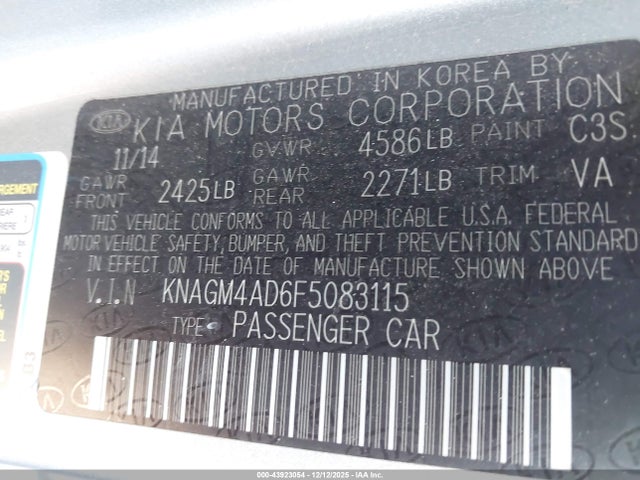 MANUFACTURED IN KOREA BY
KIA KIA MOTORS CORPORATION
11/14 GVWR 4586LB PAINT C3S
GAWR FRONT 2425LB GAWR REAR 2271LB TRIM VA
THIS VEHICLE CONFORMS TO ALL APPLICABLE U.S.A. FEDERAL
MOTOR VEHICLE SAFETY, BUMPER, AND THEFT PREVENTION STANDARD
IN EFFECT ON THE DATE OF MANUFACTURE SHOWN ABOVE
V.I.N KNAGM4AD6F5083115
TYPE: PASSENGER CAR
B3
000-43923054 - 12/12/2025 - IAA Inc.